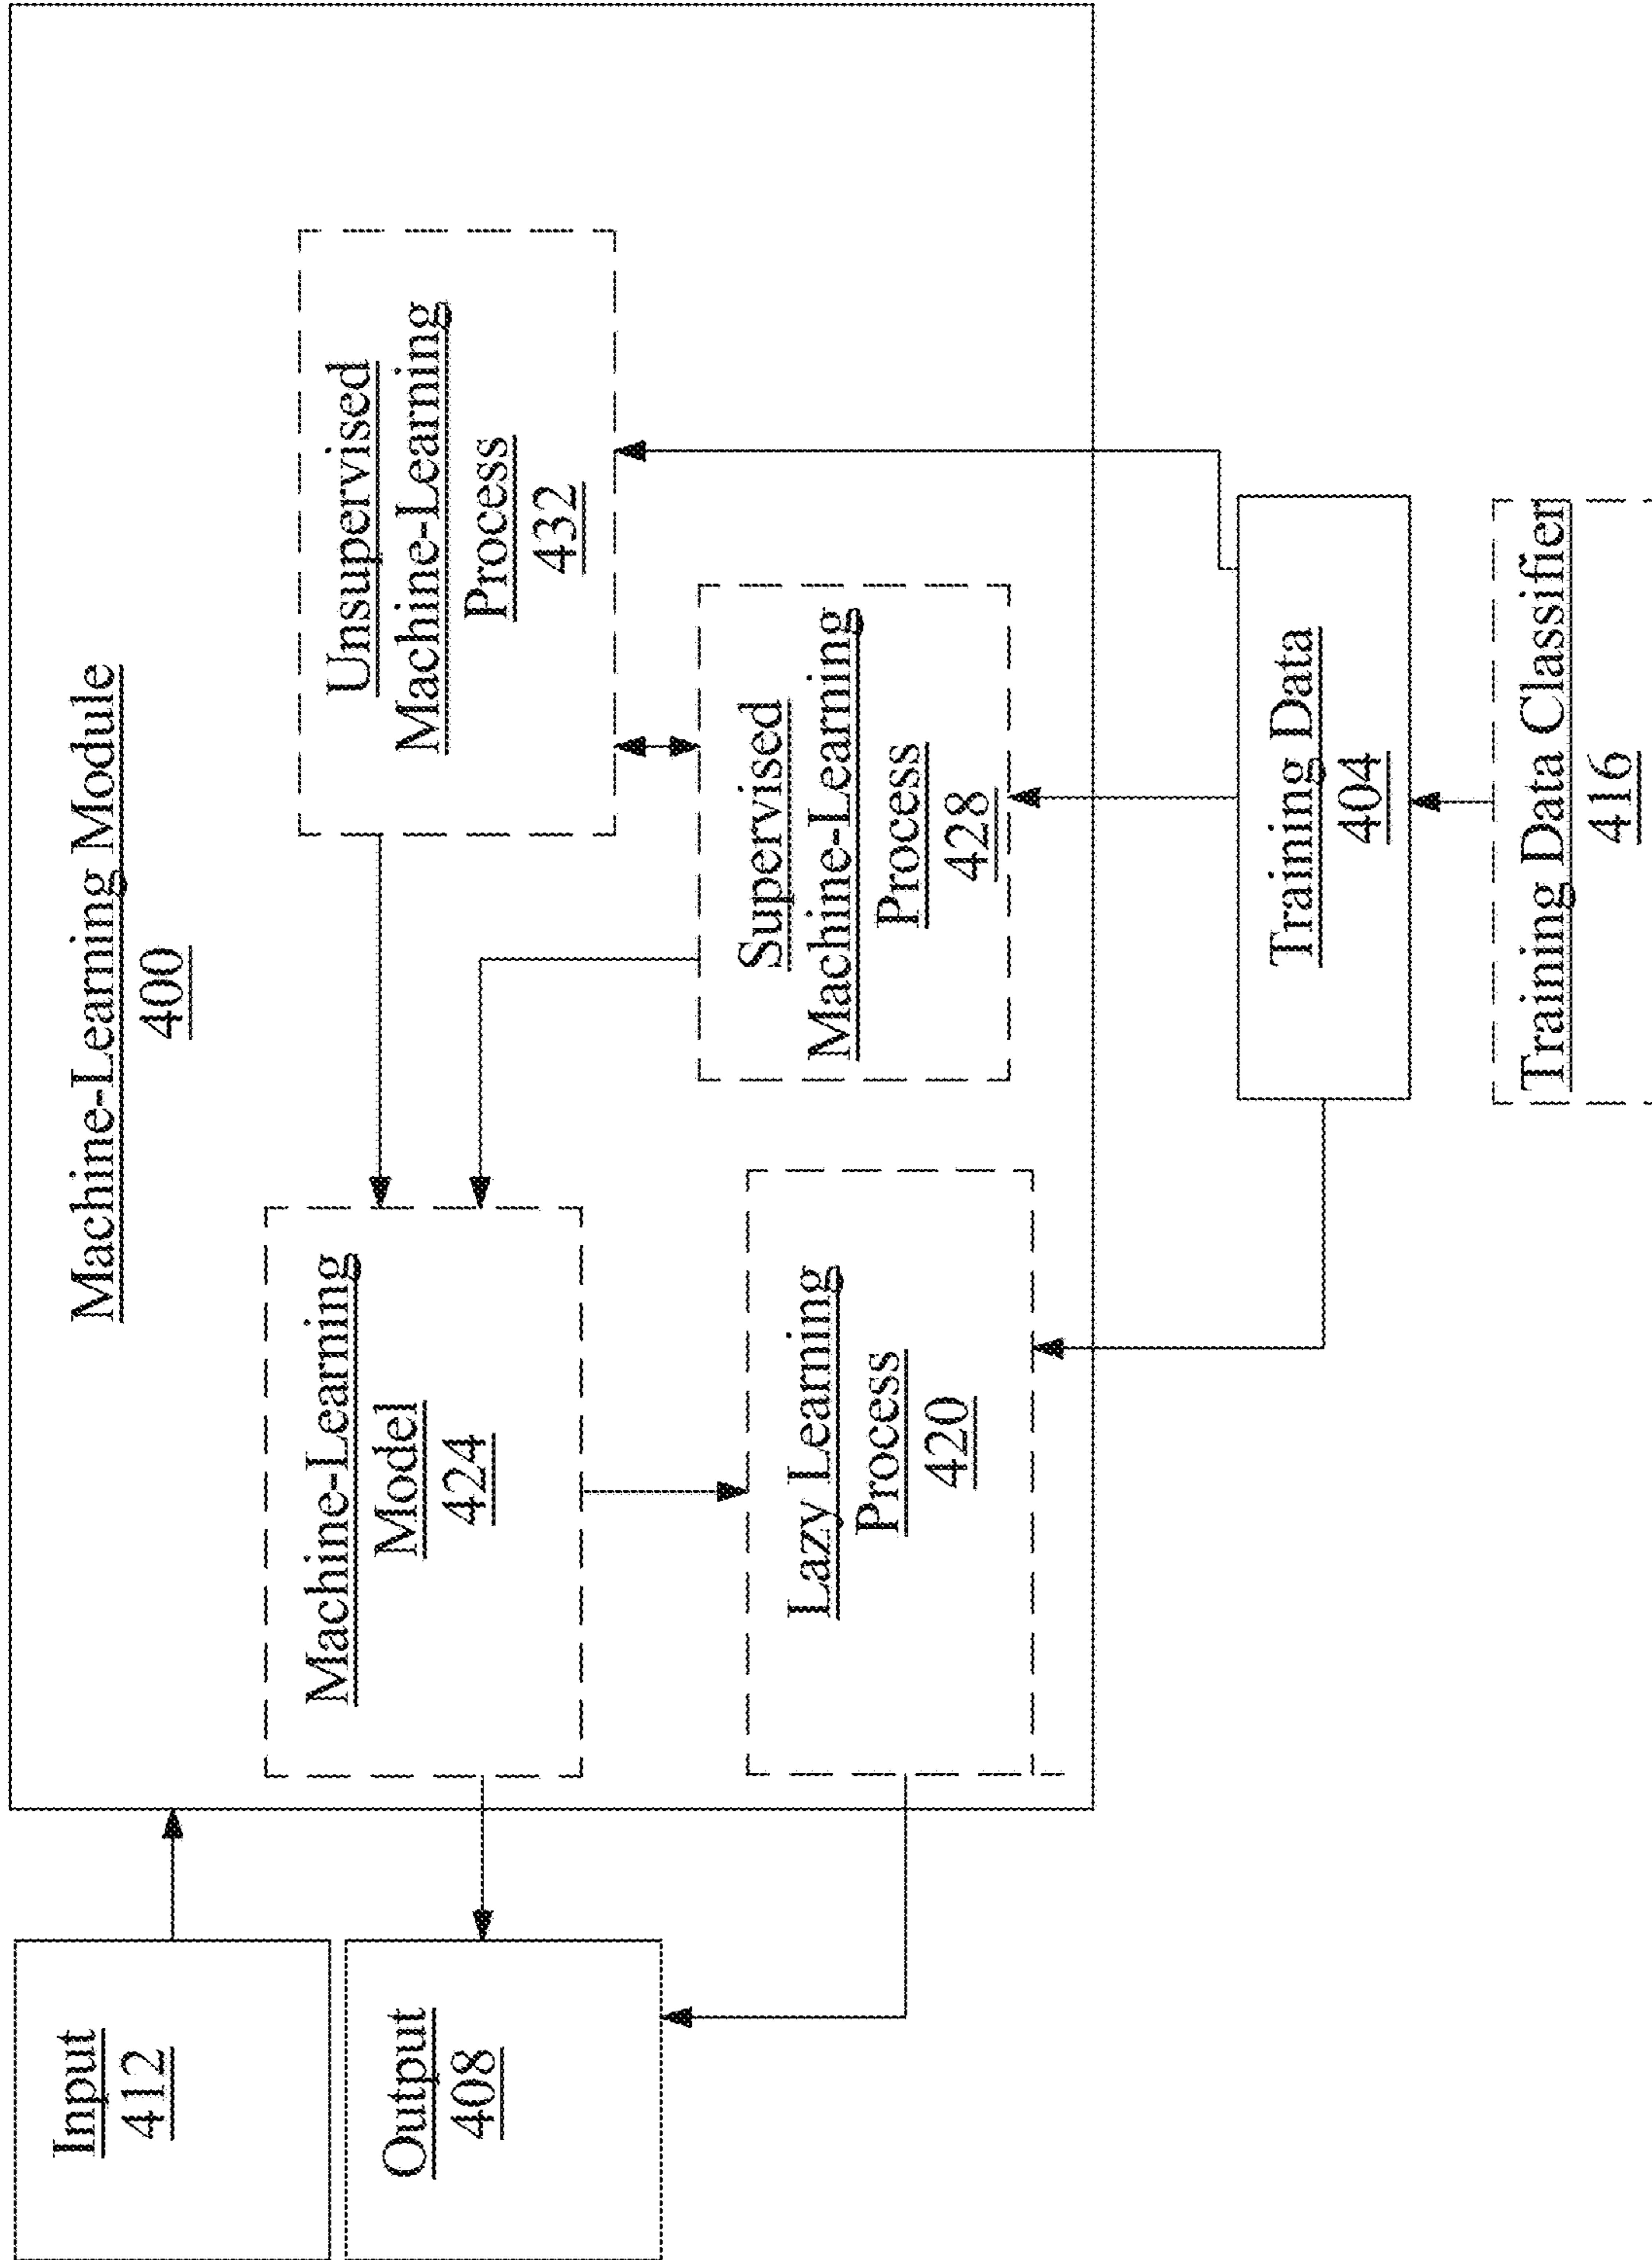 Machine-Learning Module
400
Input
412
Output
408
Machine-Learning
Model
424
Unsupervised
Machine-Learning
Process
432
Lazy Learning
Process
420
Supervised
Machine-Learning
Process
428
Training Data
404
Training Data Classifier
416